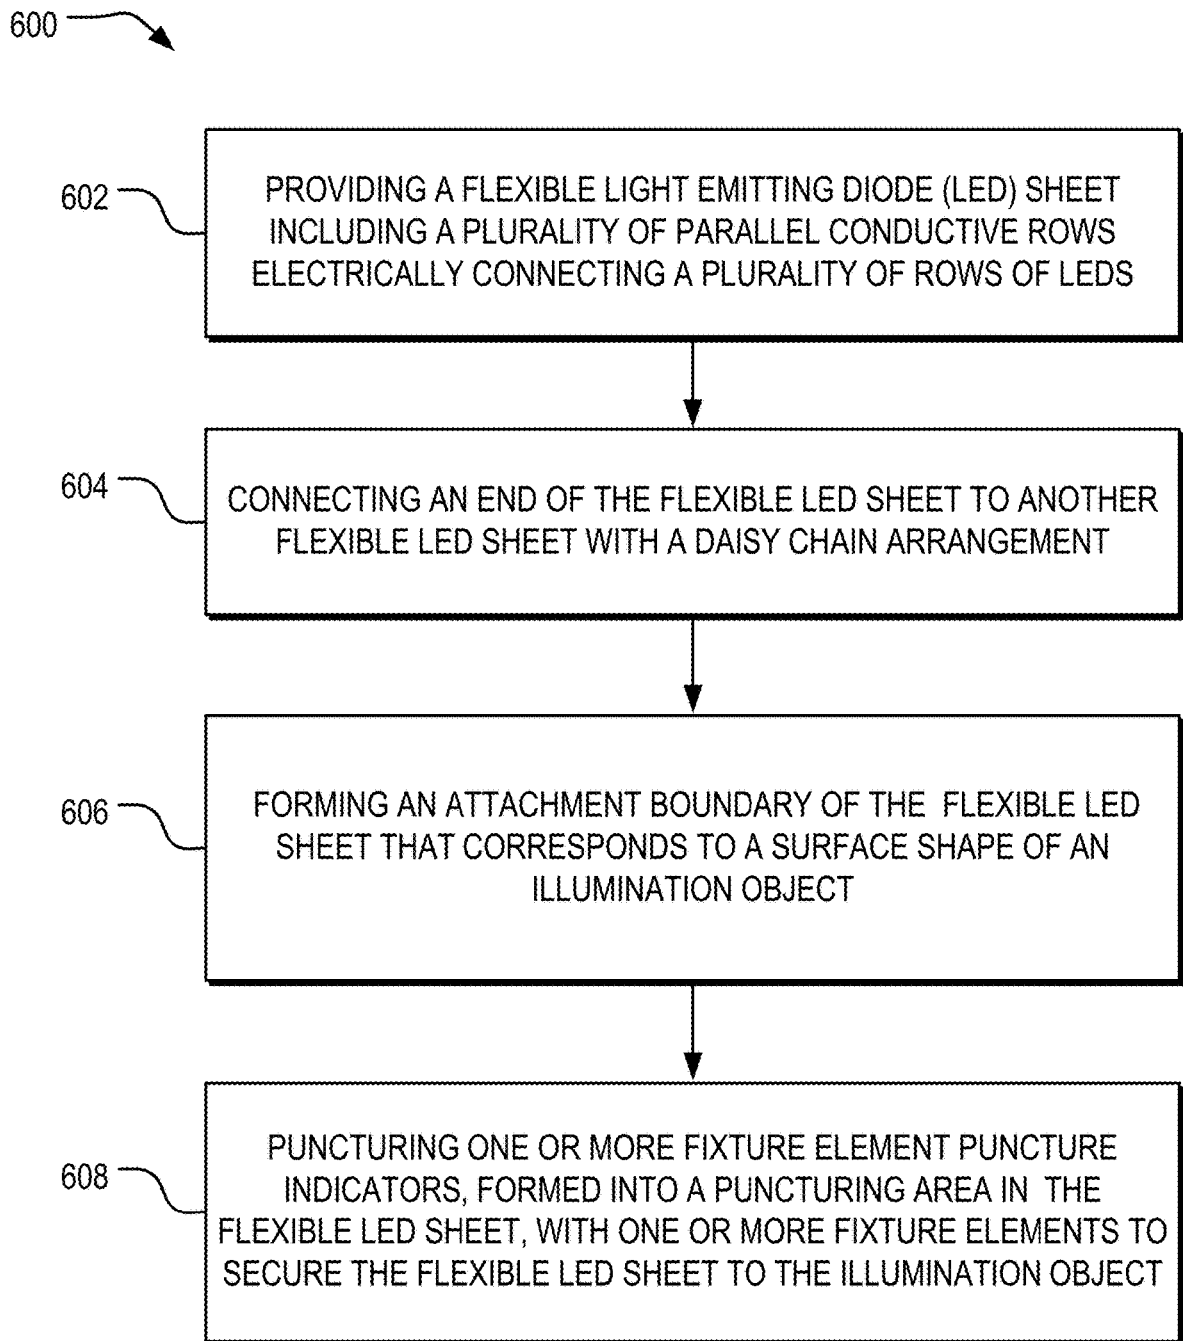 600
602
PROVIDING A FLEXIBLE LIGHT EMITTING DIODE (LED) SHEET
INCLUDING A PLURALITY OF PARALLEL CONDUCTIVE ROWS
ELECTRICALLY CONNECTING A PLURALITY OF ROWS OF LEDS
604
CONNECTING AN END OF THE FLEXIBLE LED SHEET TO ANOTHER
FLEXIBLE LED SHEET WITH A DAISY CHAIN ARRANGEMENT
606
FORMING AN ATTACHMENT BOUNDARY OF THE FLEXIBLE LED
SHEET THAT CORRESPONDS TO A SURFACE SHAPE OF AN
ILLUMINATION OBJECT
608
PUNCTURING ONE OR MORE FIXTURE ELEMENT PUNCTURE
INDICATORS, FORMED INTO A PUNCTURING AREA IN THE
FLEXIBLE LED SHEET, WITH ONE OR MORE FIXTURE ELEMENTS TO
SECURE THE FLEXIBLE LED SHEET TO THE ILLUMINATION OBJECT